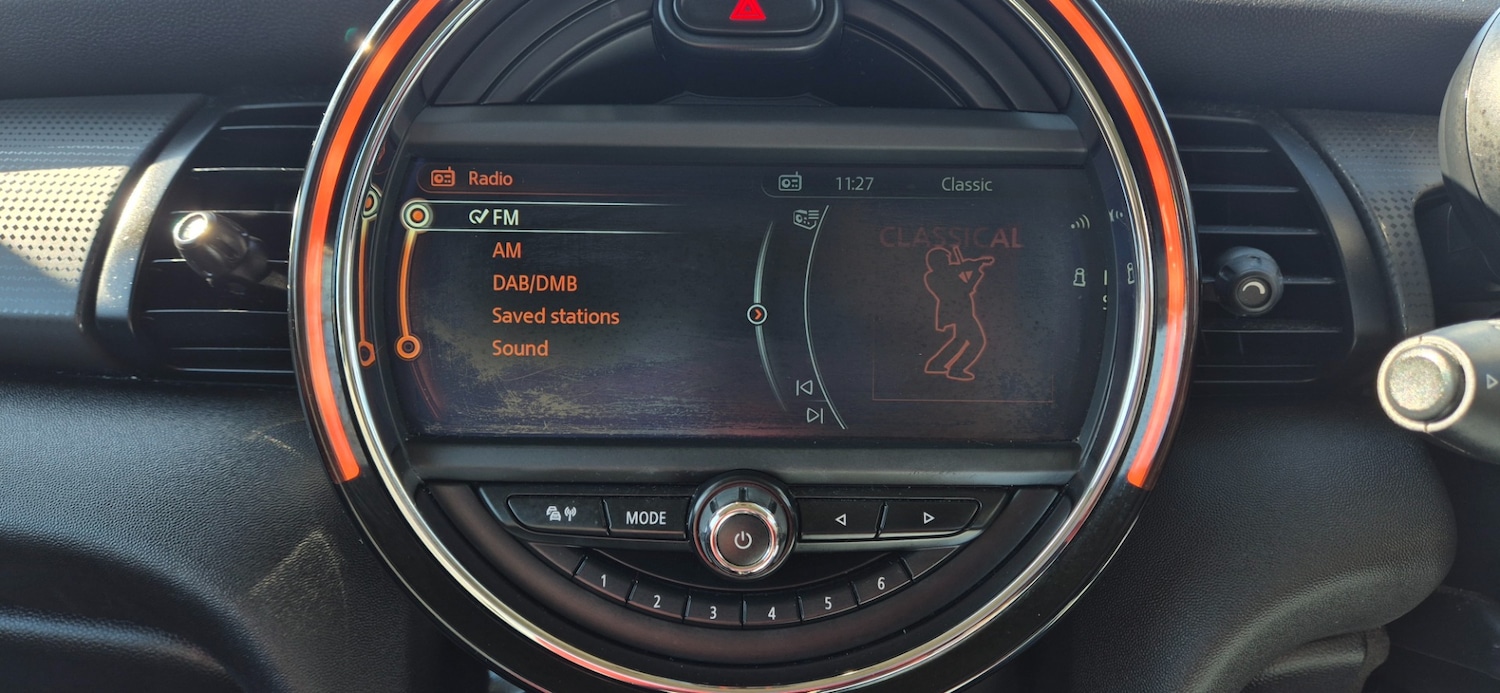 Radio
11:27 Classic
FM
AM
DAB/DMB
Saved stations
Sound
CLASSICAL
MODE
1 2 3 4 5 6